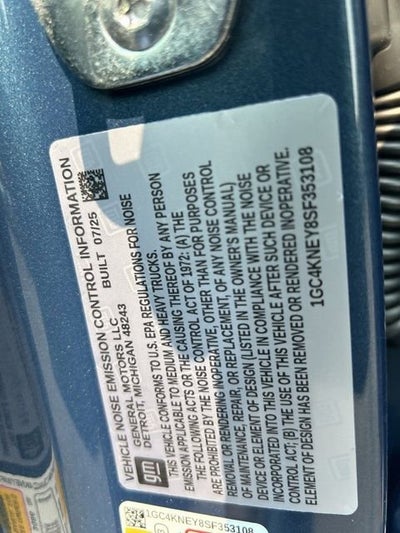 VEHICLE NOISE EMISSION CONTROL INFORMATION
GENERAL MOTORS LLC BUILT 07/25
DETROIT, MICHIGAN 48243
gm
THIS VEHICLE CONFORMS TO U.S. EPA REGULATIONS FOR NOISE
EMISSION APPLICABLE TO MEDIUM AND HEAVY TRUCKS.
THE FOLLOWING ACTS OR THE CAUSING THEREOF BY ANY PERSON
ARE PROHIBITED BY THE NOISE CONTROL ACT OF 1972: (A) THE
REMOVAL OR RENDERING INOPERATIVE, OTHER THAN FOR PURPOSES
OF MAINTENANCE, REPAIR, OR REPLACEMENT, OF ANY NOISE CONTROL
DEVICE OR ELEMENT OF DESIGN (LISTED IN THE OWNER'S MANUAL)
INCORPORATED INTO THIS VEHICLE IN COMPLIANCE WITH THE NOISE
CONTROL ACT, (B) THE USE OF THIS VEHICLE AFTER SUCH DEVICE OR
ELEMENT OF DESIGN HAS BEEN REMOVED OR RENDERED INOPERATIVE.
1GC4KNEY8SF353108
1GC4KNEY8SF353108